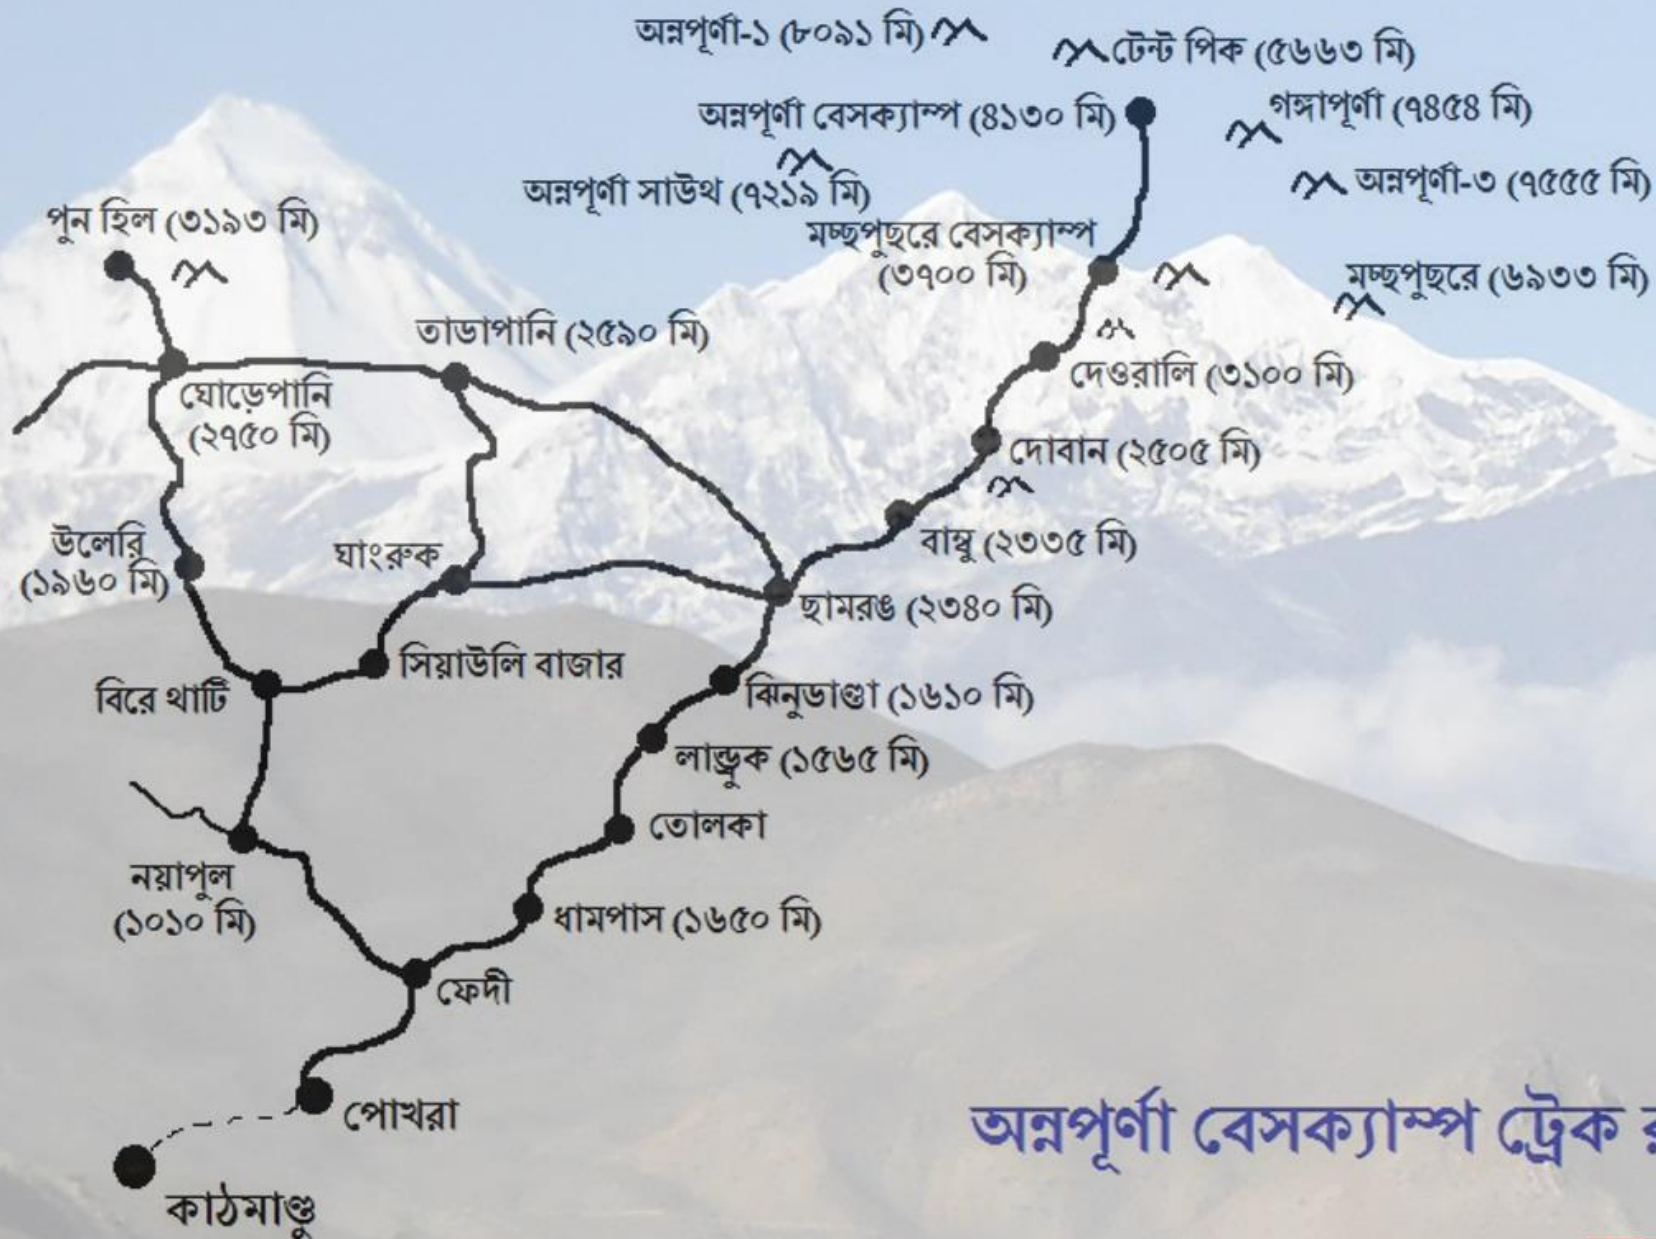 অন্নপূর্ণা-১ (৮০৯১ মি)
টেন্ট পিক (৫৬৬৩ মি)
অন্নপূর্ণা বেসক্যাম্প (৪১৩০ মি)
গঙ্গাপূর্ণা (৭৪৫৪ মি)
অন্নপূর্ণা সাউথ (৭২১৯ মি)
অন্নপূর্ণা-৩ (৭৫৫৫ মি)
পুন হিল (৩১৯৩ মি)
মচ্ছপুছরে বেসক্যাম্প
(৩৭০০ মি)
মচ্ছপুছরে (৬৯৩৩ মি)
তাডাপানি (২৫৯০ মি)
দেওরালি (৩১০০ মি)
ঘোড়েপানি
(২৭৫০ মি)
দোবান (২৫০৫ মি)
উলেরি
(১৯৬০ মি)
ঘাংরুক
বাম্বু (২৩৩৫ মি)
ছামরঙ (২৩৪০ মি)
সিয়াউলি বাজার
বিরে থাটি
ঝিনুডাণ্ডা (১৬১০ মি)
লান্ড্রুক (১৫৬৫ মি)
তোলকা
নয়াপুল
(১০১০ মি)
ধামপাস (১৬৫০ মি)
ফেদী
পোখরা
অন্নপূর্ণা বেসক্যাম্প ট্রেক
কাঠমাণ্ডু